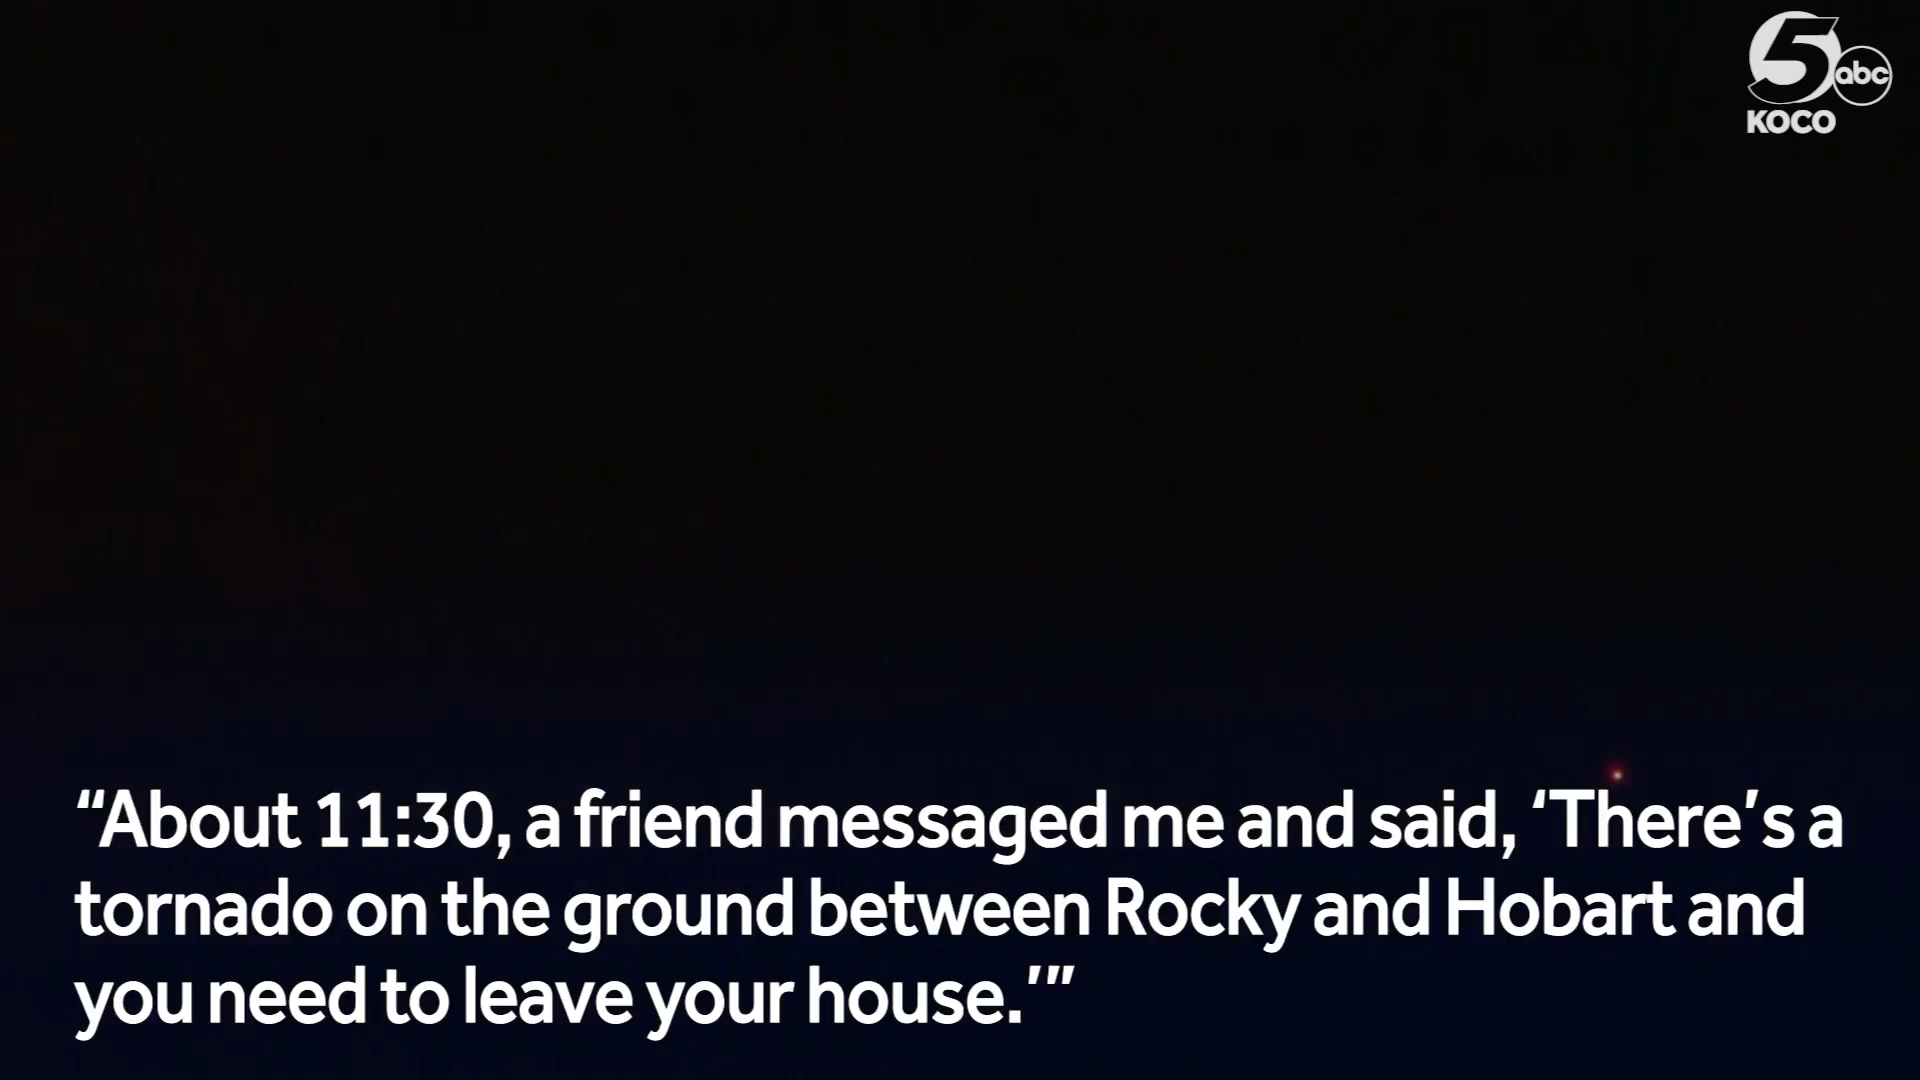 5
abc
KOCO
“About 11:30, a friend messaged me and said, ‘There’s a
tornado on the ground between Rocky and Hobart and
you need to leave your house.’”